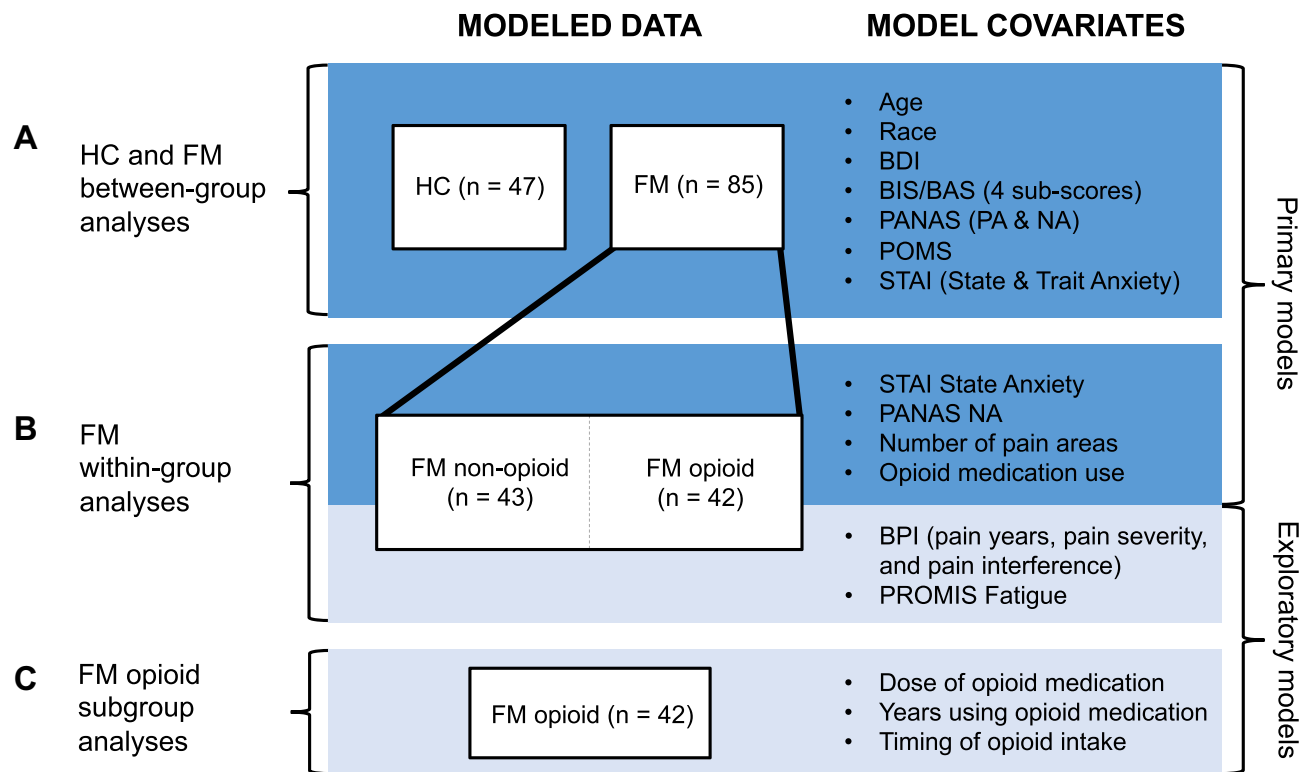 MODELED DATA
MODEL COVARIATES
A
HC and FM
between-group
analyses
HC (n = 47)
FM (n = 85)
• Age
• Race
• BDI
• BIS/BAS (4 sub-scores)
• PANAS (PA & NA)
• POMS
• STAI (State & Trait Anxiety)
Primary models
B
FM
within-group
analyses
FM non-opioid
(n = 43)
FM opioid
(n = 42)
• STAI State Anxiety
• PANAS NA
• Number of pain areas
• Opioid medication use
• BPI (pain years, pain severity,
and pain interference)
• PROMIS Fatigue
Exploratory models
C
FM opioid
subgroup
analyses
FM opioid (n = 42)
• Dose of opioid medication
• Years using opioid medication
• Timing of opioid intake